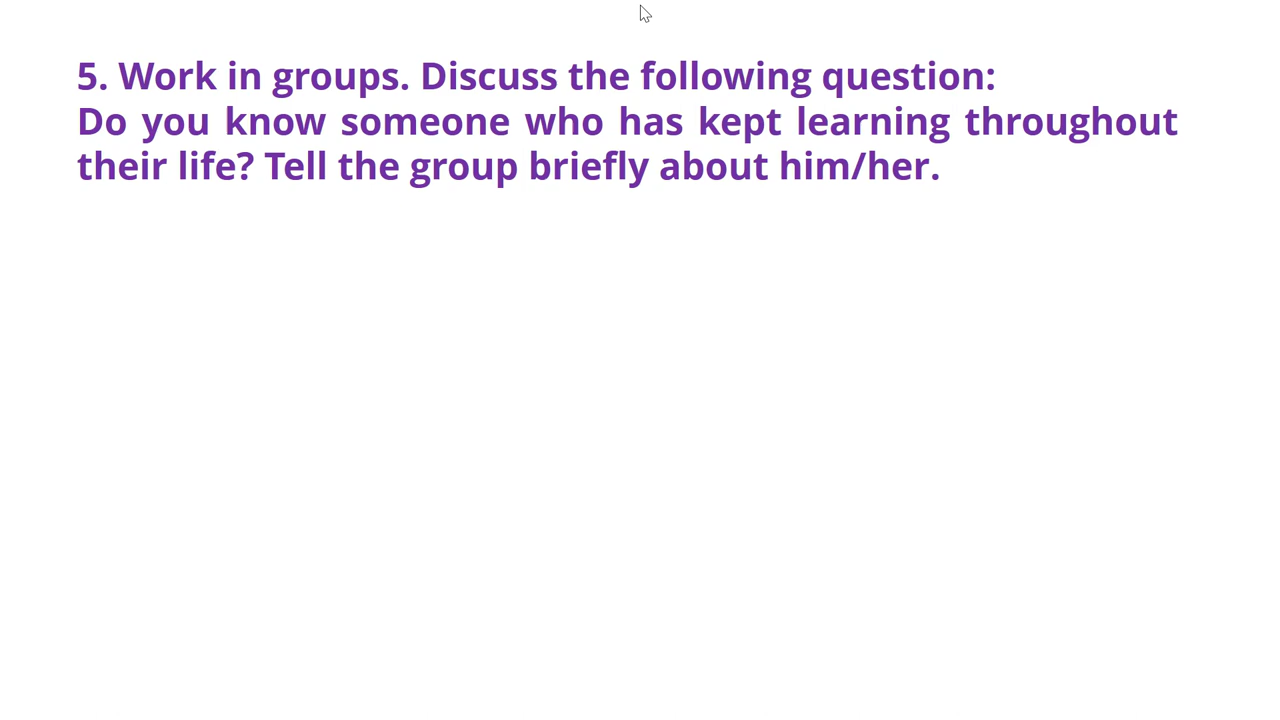 5. Work in groups. Discuss the following question:
Do you know someone who has kept learning throughout
their life? Tell the group briefly about him/her.